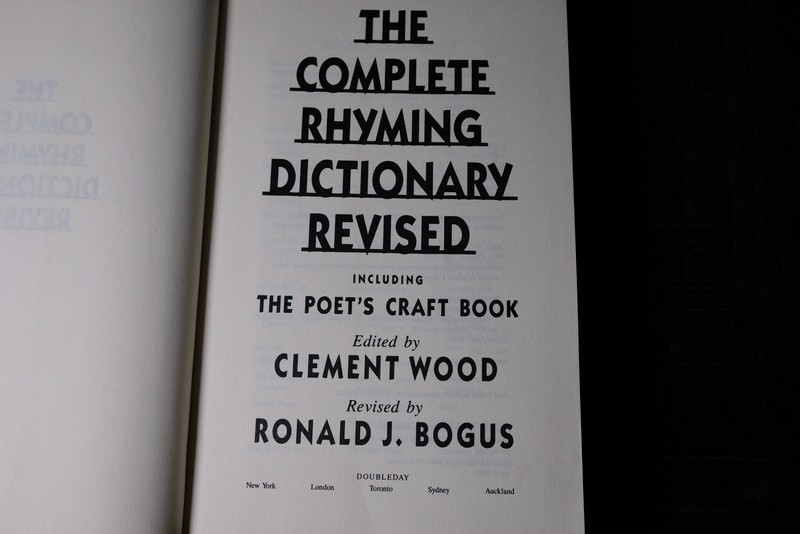 THE
COMPLETE
RHYMING
DICTIONARY
REVISED
INCLUDING
THE POET'S CRAFT BOOK
Edited by
CLEMENT WOOD
Revised by
RONALD J. BOGUS
DOUBLEDAY
New York London Toronto Sydney Auckland